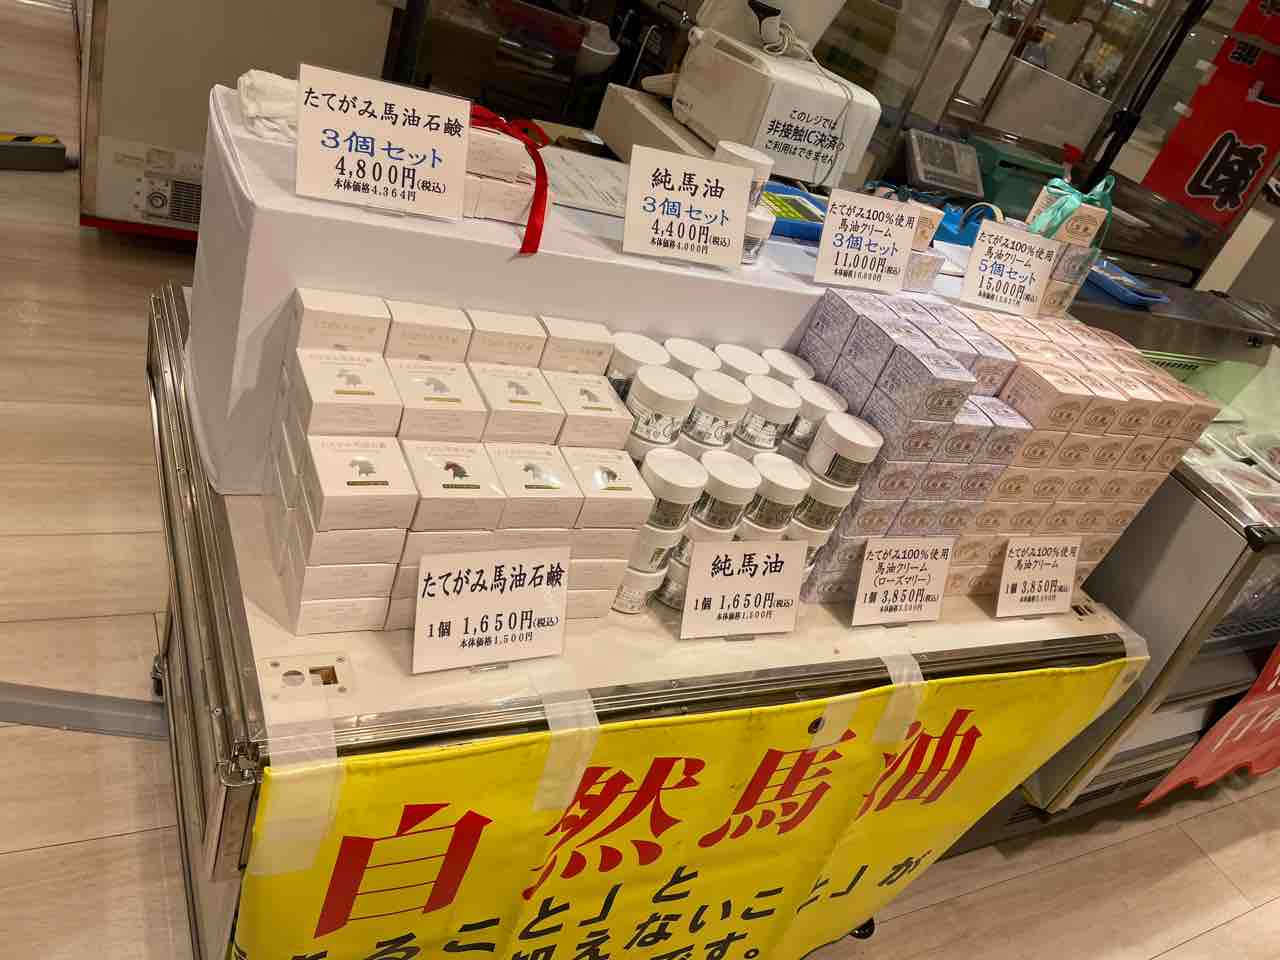 たてがみ馬油石鹸
3個セット
4,800円(税込)
本体価格4,364円
純馬油
3個セット
4,400円(税込)
本体価格4,000円
たてがみ100%使用
馬油クリーム
3個セット
11,000円(税込)
本体価格10,000円
たてがみ100%使用
馬油クリーム
5個セット
15,000円(税込)
このレジでは
非接触IC決済の
ご利用はできません
たてがみ馬油石鹸
1個 1,650円(税込)
本体価格1,500円
純馬油
1個 1,650円(税込)
本体価格1,500円
たてがみ100%使用
馬油クリーム
(ローズマリー)
1個 3,850円(税込)
本体価格3,500円
たてがみ100%使用
馬油クリーム
1個 3,850円(税込)
本体価格3,500円
自然馬油
ること」と
えないこと」が
です。